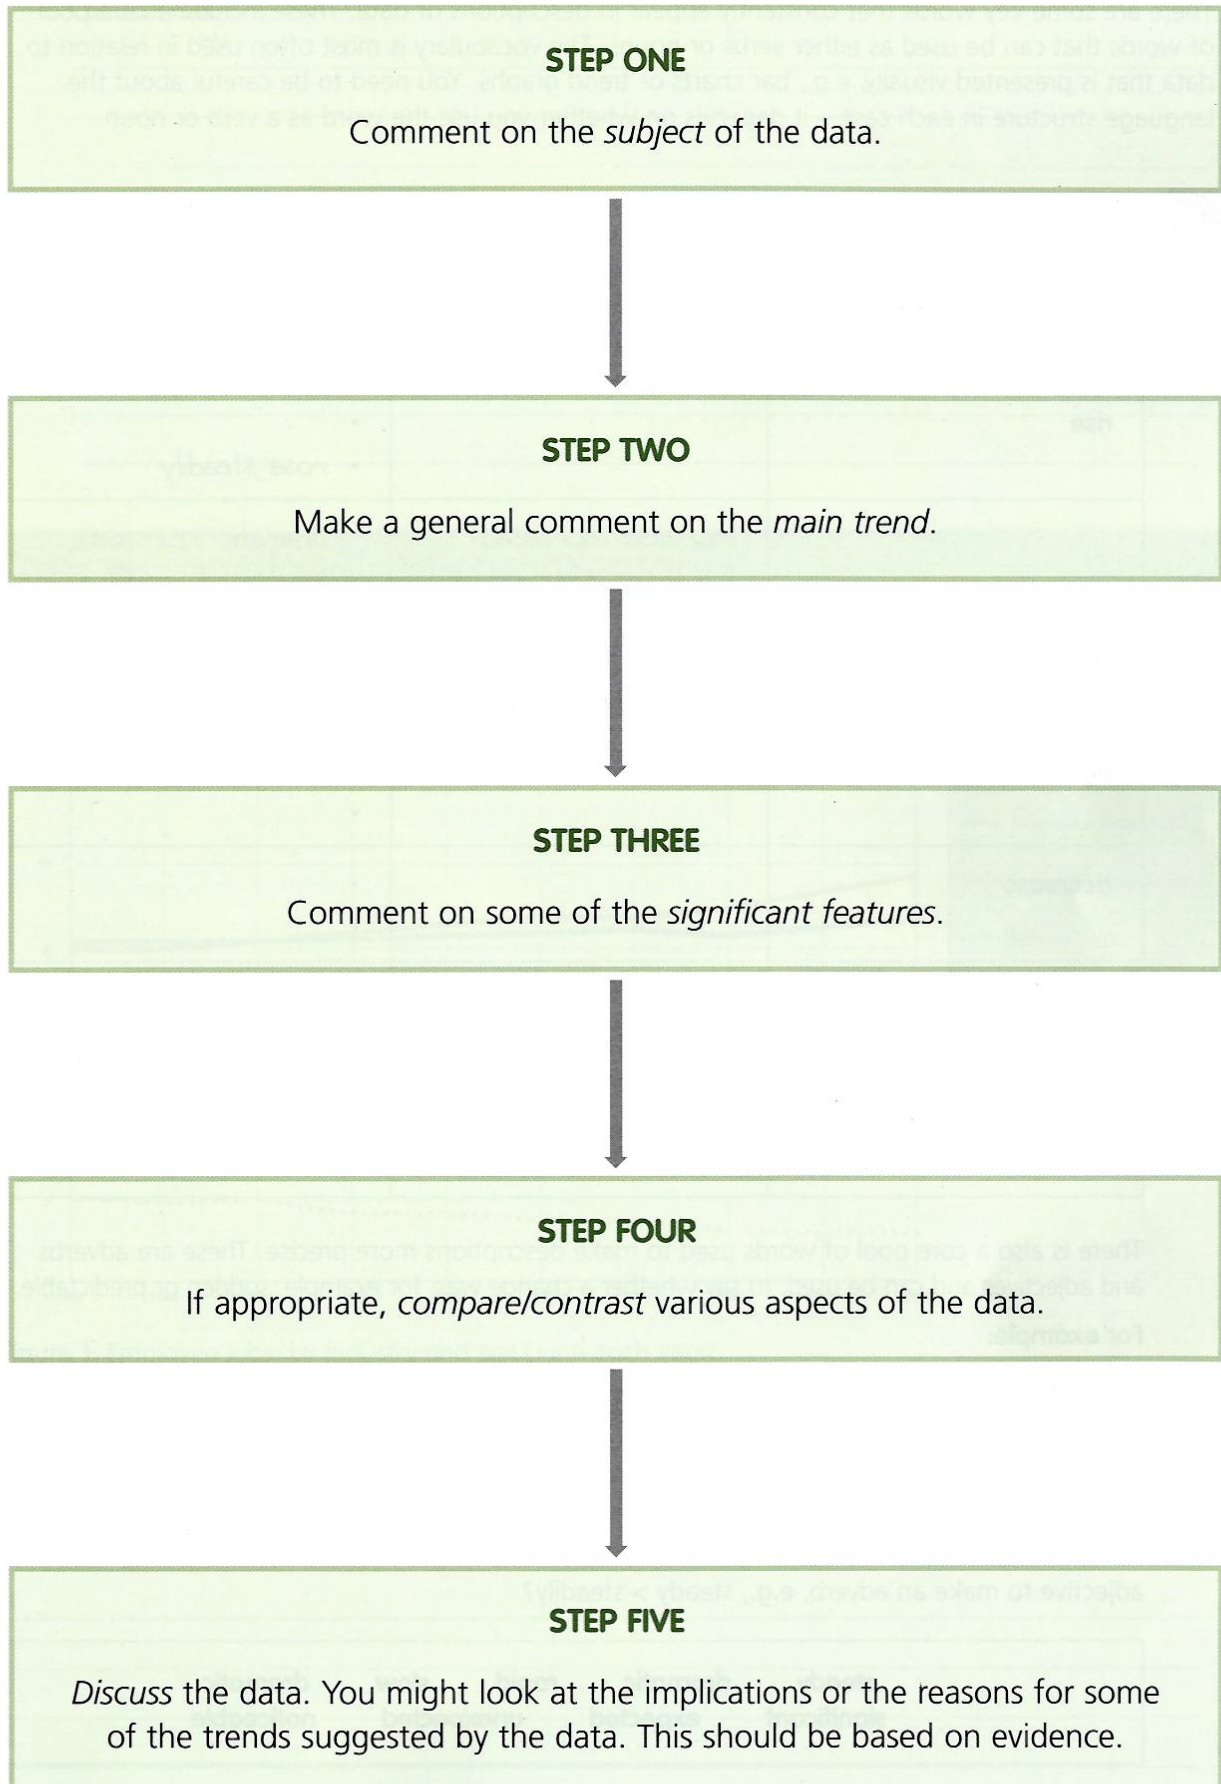 STEP ONE
Comment on the subject of the data.
STEP TWO
Make a general comment on the main trend.
STEP THREE
Comment on some of the significant features.
STEP FOUR
If appropriate, compare/contrast various aspects of the data.
STEP FIVE
Discuss the data. You might look at the implications or the reasons for some
of the trends suggested by the data. This should be based on evidence.